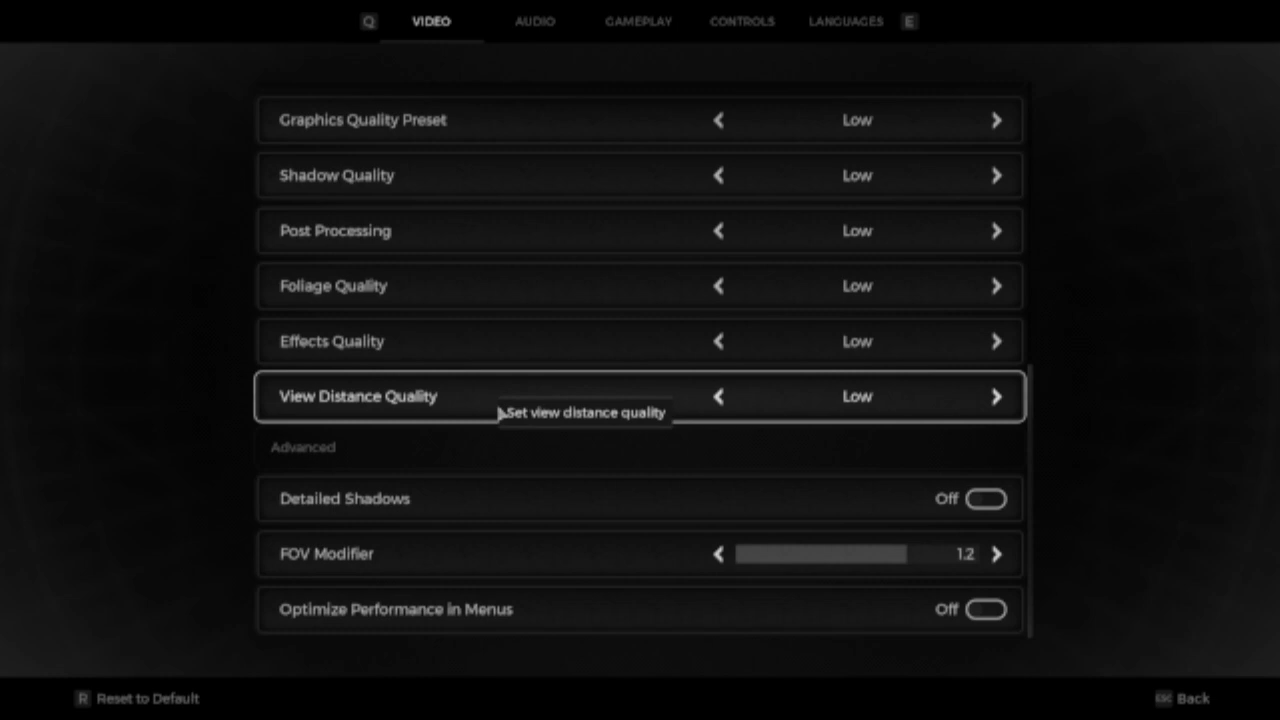 Q VIDEO AUDIO GAMEPLAY CONTROLS LANGUAGES E
Graphics Quality Preset Low
Shadow Quality Low
Post Processing Low
Foliage Quality Low
Effects Quality Low
View Distance Quality Low
Set view distance quality
Advanced
Detailed Shadows Off
FOV Modifier 1.2
Optimize Performance in Menus Off
R Reset to Default ESC Back